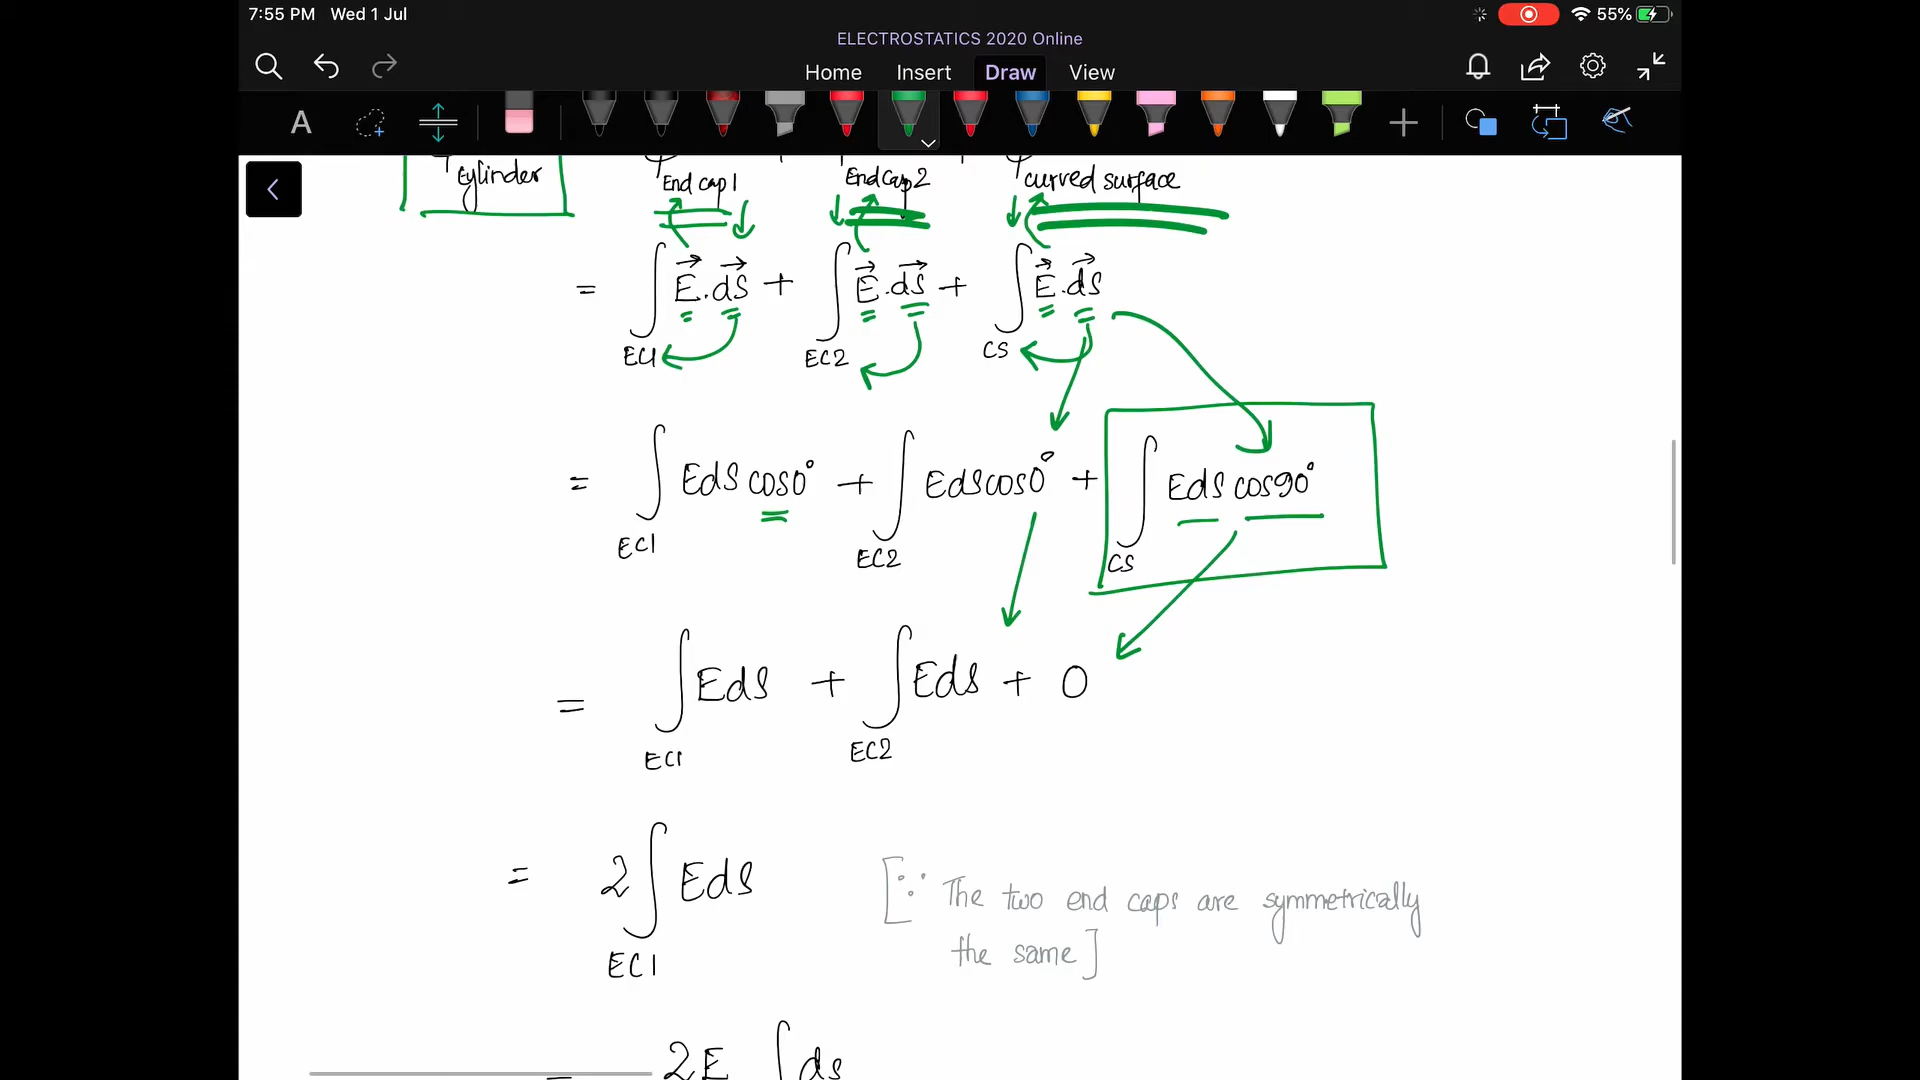 7:55 PM Wed 1 Jul
55%
ELECTROSTATICS 2020 Online
Home Insert Draw View
A
Cylinder End cap 1 End cap 2 curved surface
= ∫ E⃗.dS⃗ + ∫ E⃗.dS⃗ + ∫ E⃗.dS⃗
EC1 EC2 CS
= ∫ EdS cos0° + ∫ EdS cos0° + ∫ EdS cos90°
EC1 EC2 CS
= ∫ EdS + ∫ EdS + 0
EC1 EC2
= 2 ∫ EdS [∵ The two end caps are symmetrically
the same]
EC1
= 2E ∫ ds